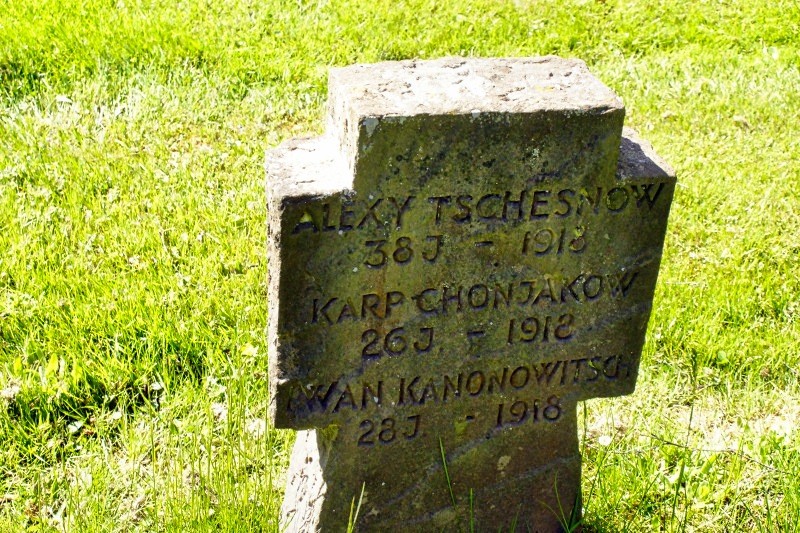 ALEXY TSCHESNOW
38 J. - 1918
KARP CHONJAKOW
26 J. - 1918
IWAN KANONOWITSCH
28 J. - 1918